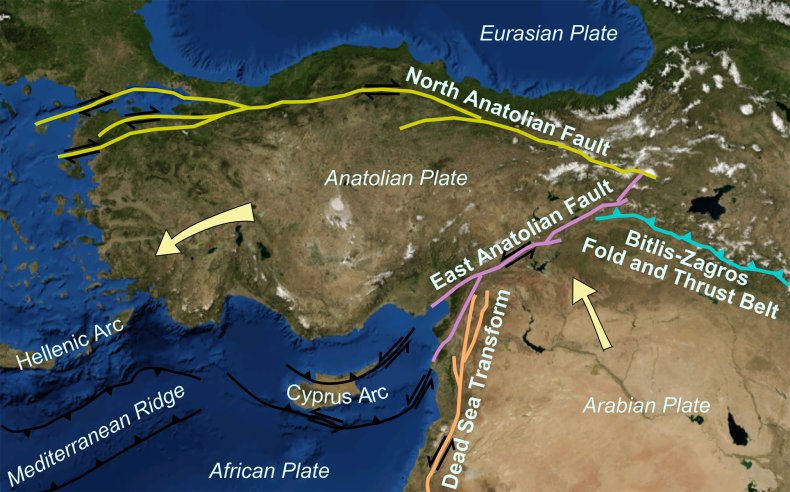 Eurasian Plate
North Anatolian Fault
Anatolian Plate
East Anatolian Fault
Bitlis-Zagros
Fold and Thrust Belt
Hellenic Arc
Cyprus Arc
Mediterranean Ridge
Dead Sea Transform
Arabian Plate
African Plate